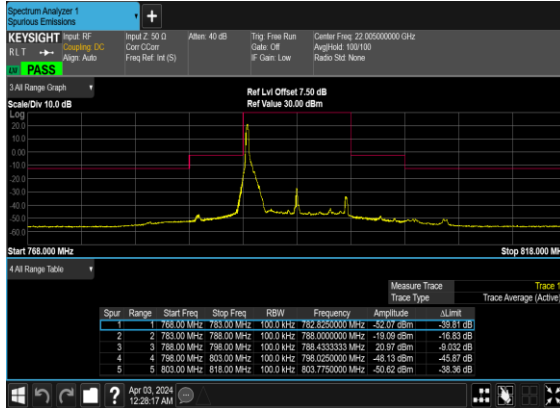 Spectrum Analyzer 1
Spurious Emissions
+
KEYSIGHT Input: RF Input Z: 50 Ω Atten: 40 dB Trig: Free Run Center Freq: 22.005000000 GHz
RLT Coupling: DC Corr CCorr Gate: Off Avg|Hold: 100/100
Align: Auto Freq Ref: Int (S) IF Gain: Low Radio Std: None
PASS
3 All Range Graph
Ref Lvl Offset 7.50 dB
Scale/Div 10.0 dB Ref Value 30.00 dBm
Log
20.0
10.0
0.00
-10.0
-20.0
-30.0
-40.0
-50.0
-60.0
Start 768.000 MHz Stop 818.000 MH
4 All Range Table
Measure Trace Trace 1
Trace Type Trace Average (Active)
Spur Range Start Freq Stop Freq RBW Frequency Amplitude ΔLimit
1 1 768.00 MHz 783.00 MHz 100.0 kHz 782.8250000 MHz -52.07 dBm -39.81 dB
2 2 783.00 MHz 788.00 MHz 100.0 kHz 788.0000000 MHz -19.09 dBm -16.83 dB
3 3 788.00 MHz 798.00 MHz 100.0 kHz 788.4333333 MHz 20.97 dBm -9.032 dB
4 4 798.00 MHz 803.00 MHz 100.0 kHz 798.0250000 MHz -48.13 dBm -45.87 dB
5 5 803.00 MHz 818.00 MHz 100.0 kHz 803.7750000 MHz -50.62 dBm -38.36 dB
? Apr 03, 2024
12:28:17 AM